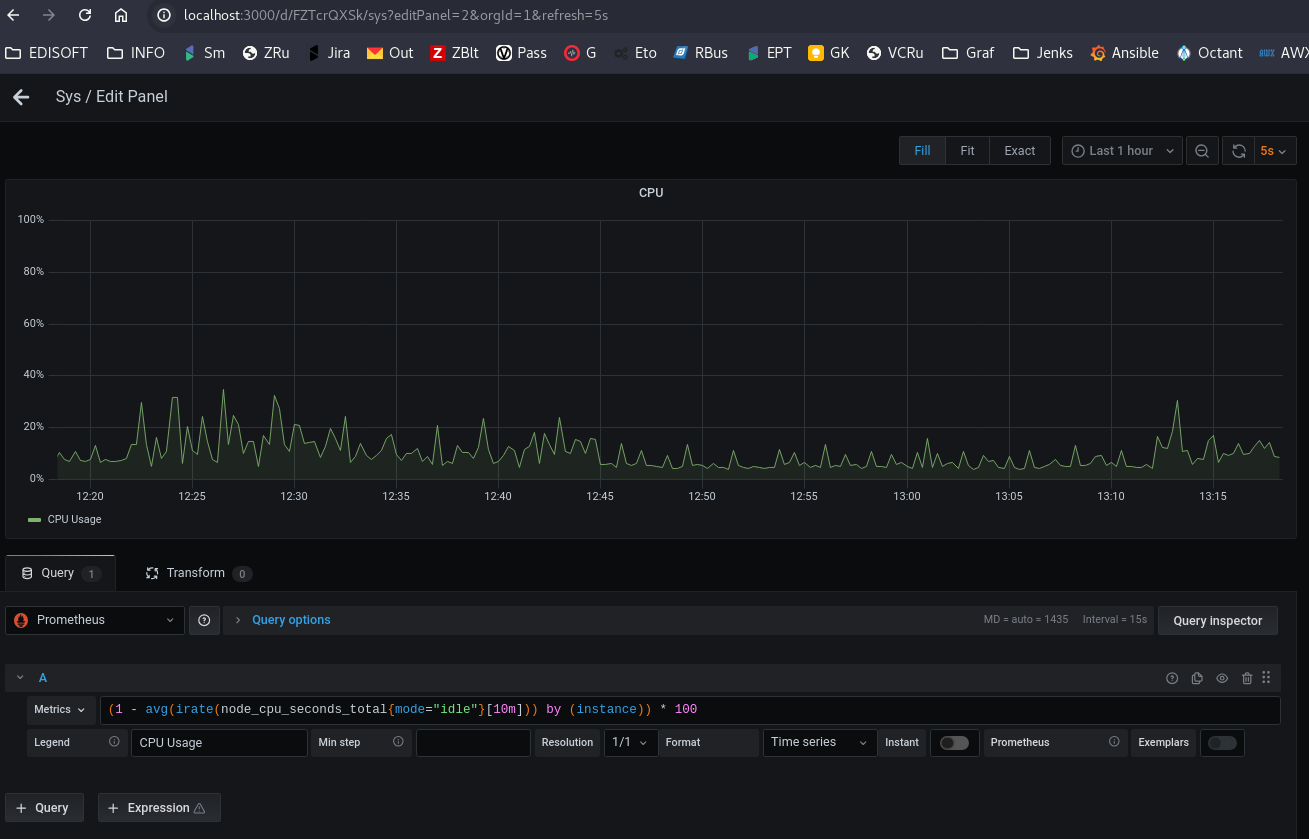 localhost:3000/d/FZTcrQXSk/sys?editPanel=2&orgId=1&refresh=5s
EDISOFT INFO Sm ZRu Jira Out ZBlt Pass G Eto RBus EPT GK VCRu Graf Jenks Ansible Octant AWX
Sys / Edit Panel
Fill Fit Exact Last 1 hour 5s
CPU
100%
80%
60%
40%
20%
0%
12:20 12:25 12:30 12:35 12:40 12:45 12:50 12:55 13:00 13:05 13:10 13:15
CPU Usage
Query 1 Transform 0
Prometheus Query options MD = auto = 1435 Interval = 15s Query inspector
A
Metrics (1 - avg(irate(node_cpu_seconds_total{mode="idle"}[10m])) by (instance)) * 100
Legend CPU Usage Min step Resolution 1/1 Format Time series Instant Prometheus Exemplars
+ Query + Expression